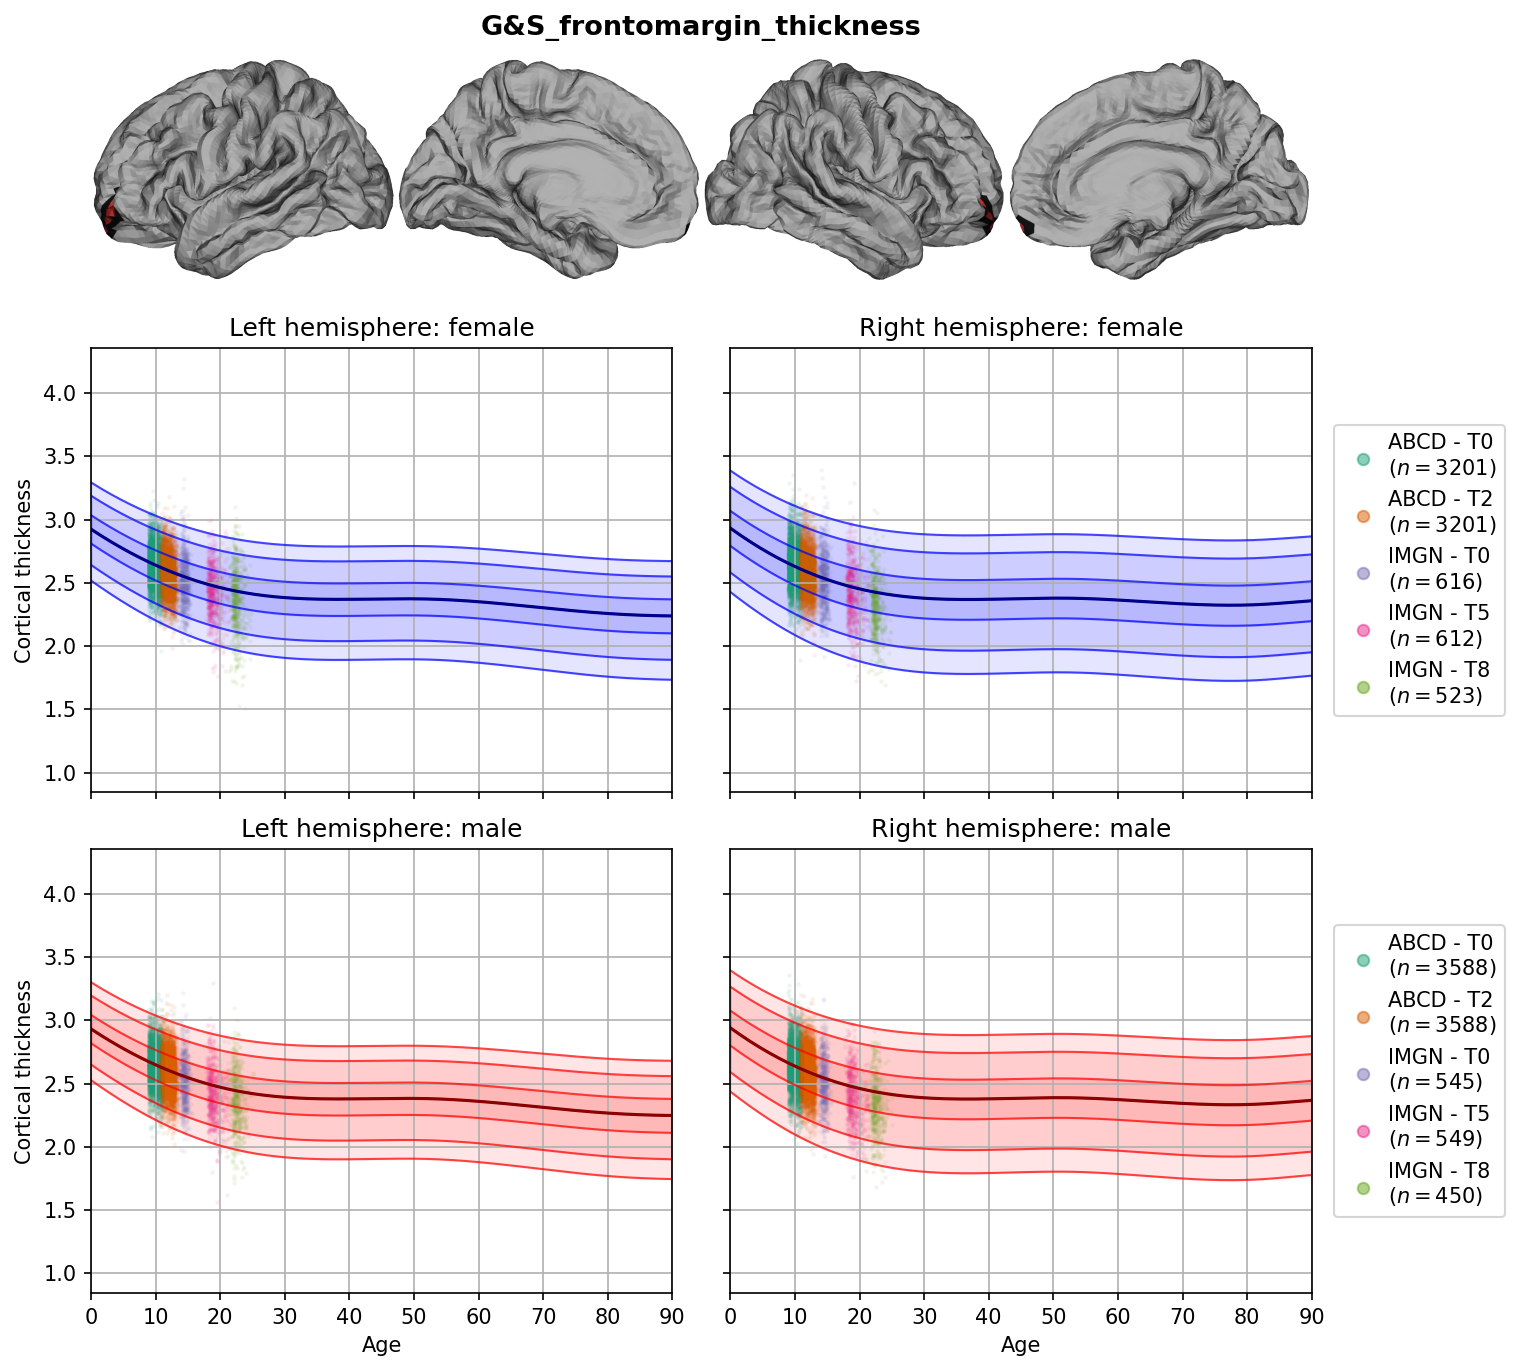 G&S_frontomargin_thickness
Left hemisphere: female
Right hemisphere: female
Cortical thickness
4.0
3.5
3.0
2.5
2.0
1.5
1.0
ABCD - T0
(n = 3201)
ABCD - T2
(n = 3201)
IMGN - T0
(n = 616)
IMGN - T5
(n = 612)
IMGN - T8
(n = 523)
Left hemisphere: male
Right hemisphere: male
Cortical thickness
4.0
3.5
3.0
2.5
2.0
1.5
1.0
ABCD - T0
(n = 3588)
ABCD - T2
(n = 3588)
IMGN - T0
(n = 545)
IMGN - T5
(n = 549)
IMGN - T8
(n = 450)
0 10 20 30 40 50 60 70 80 90
0 10 20 30 40 50 60 70 80 90
Age
Age